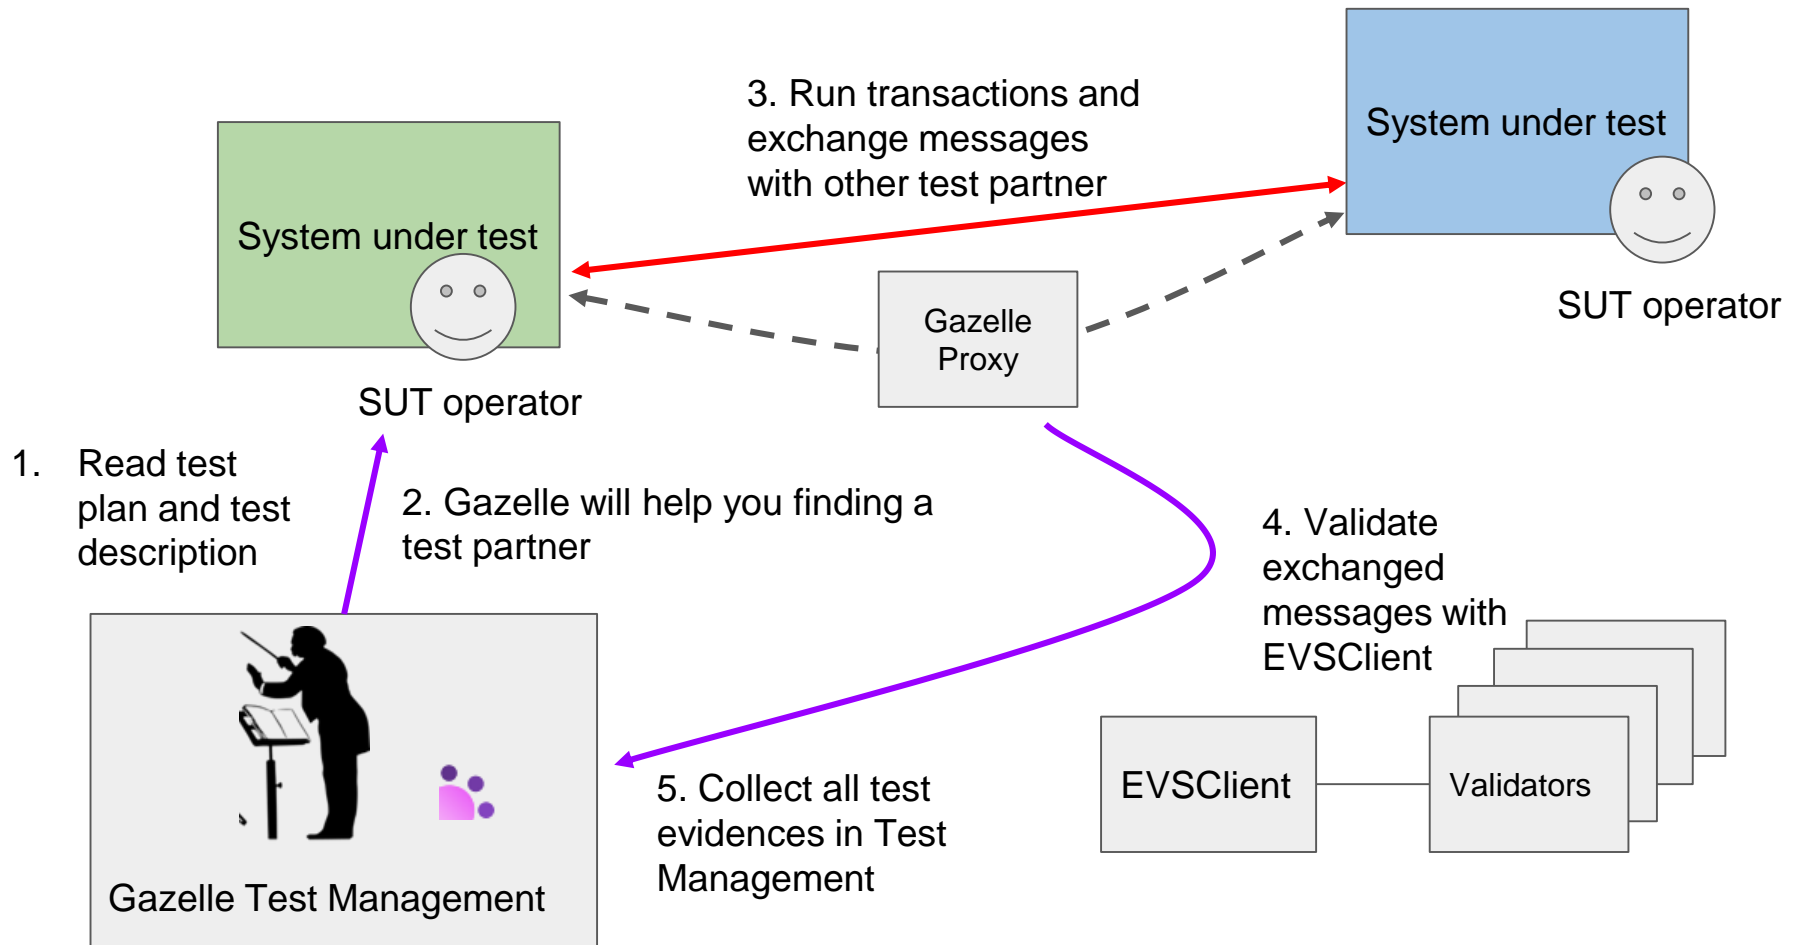 3. Run transactions and
exchange messages
with other test partner
System under test
System under test
SUT operator
Gazelle
Proxy
SUT operator
1. Read test
plan and test
description
2. Gazelle will help you finding a
test partner
4. Validate
exchanged
messages with
EVSClient
5. Collect all test
evidences in Test
Management
EVSClient
Validators
Gazelle Test Management